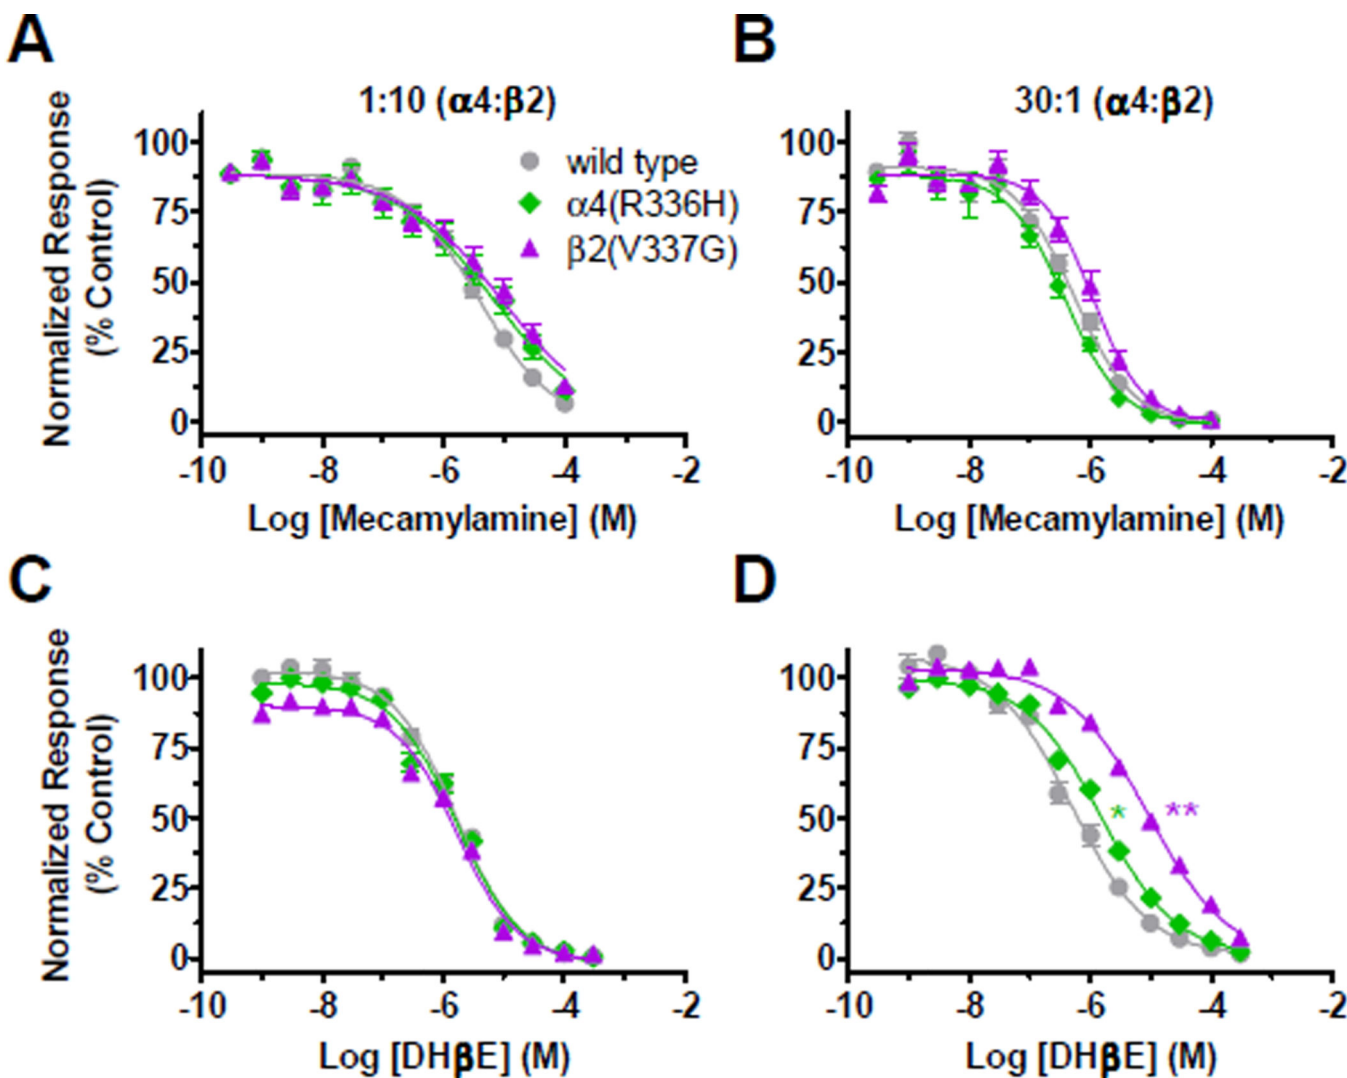 A
B
1:10 (α4:β2)
30:1 (α4:β2)
Normalized Response
(% Control)
100
75
50
25
0
wild type
α4(R336H)
β2(V337G)
100
75
50
25
0
-10 -8 -6 -4 -2
-10 -8 -6 -4 -2
Log [Mecamylamine] (M)
Log [Mecamylamine] (M)
C
D
Normalized Response
(% Control)
100
75
50
25
0
100
75
50
25
0
* **
-10 -8 -6 -4 -2
-10 -8 -6 -4 -2
Log [DHβE] (M)
Log [DHβE] (M)